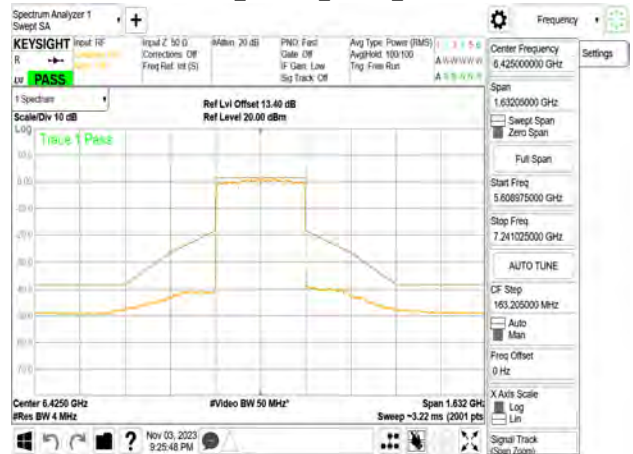 Spectrum Analyzer 1
Swept SA
Frequency
KEYSIGHT
Input: RF
Input Z: 50 Ω
Corrections: Off
Freq Ref: Int (S)
#Atten: 20 dB
PNO: Fast
Gate: Off
IF Gain: Low
Sig Track: Off
Avg Type: Power (RMS)
Avg|Hold: 100/100
Trig: Free Run
PASS
1 Spectrum
Scale/Div 10 dB
Ref Lvl Offset 13.40 dB
Ref Level 20.00 dBm
Log
Trace 1 Pass
10.0
0.00
Center 6.4250 GHz
#Res BW 4 MHz
#Video BW 50 MHz*
Span 1.632 GHz
Sweep ~3.22 ms (2001 pts
Nov 03, 2023
9:25:48 PM
Center Frequency
6.425000000 GHz
Settings
Span
1.63205000 GHz
Swept Span
Zero Span
Full Span
Start Freq
5.608975000 GHz
Stop Freq
7.241025000 GHz
AUTO TUNE
CF Step
163.205000 MHz
Auto
Man
Freq Offset
0 Hz
X Axis Scale
Log
Lin
Signal Track
(Span Zoom)